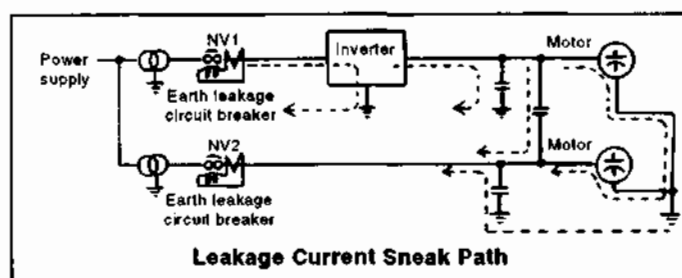 NV1
Inverter
Motor
Power
supply
Earth leakage
circuit breaker
NV2
Motor
Earth leakage
circuit breaker
Leakage Current Sneak Path